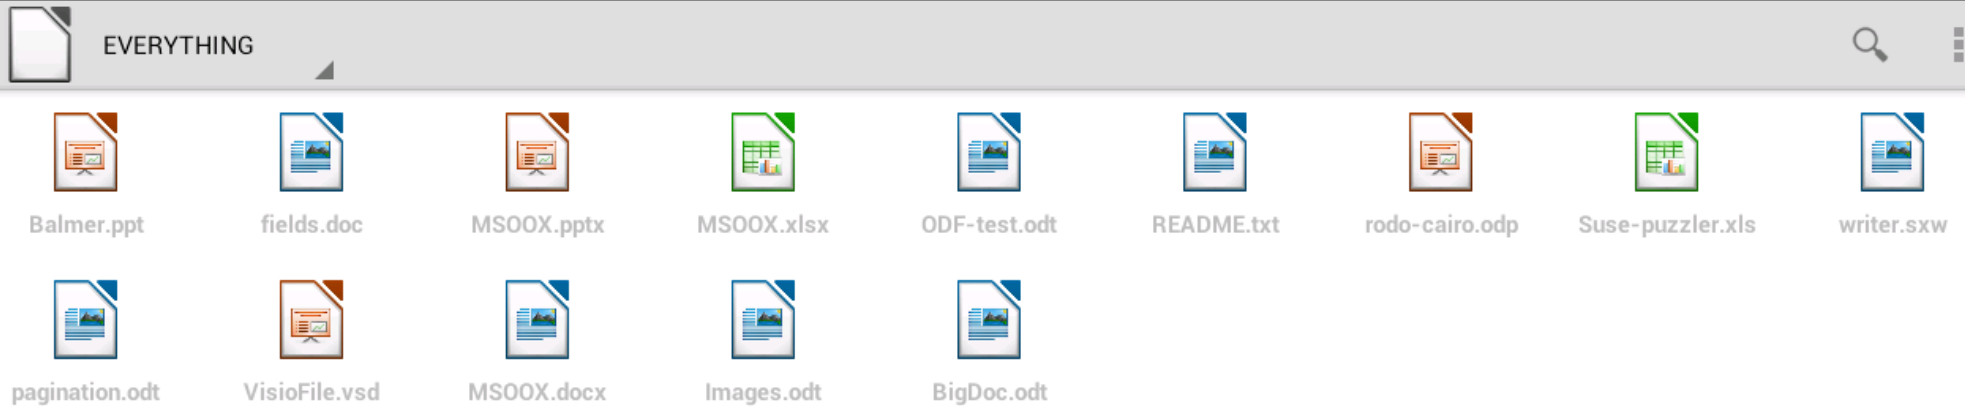 EVERYTHING
Balmer.ppt fields.doc MSOOX.pptx MSOOX.xlsx ODF-test.odt README.txt rodo-cairo.odp Suse-puzzler.xls writer.sxw
pagination.odt VisioFile.vsd MSOOX.docx Images.odt BigDoc.odt